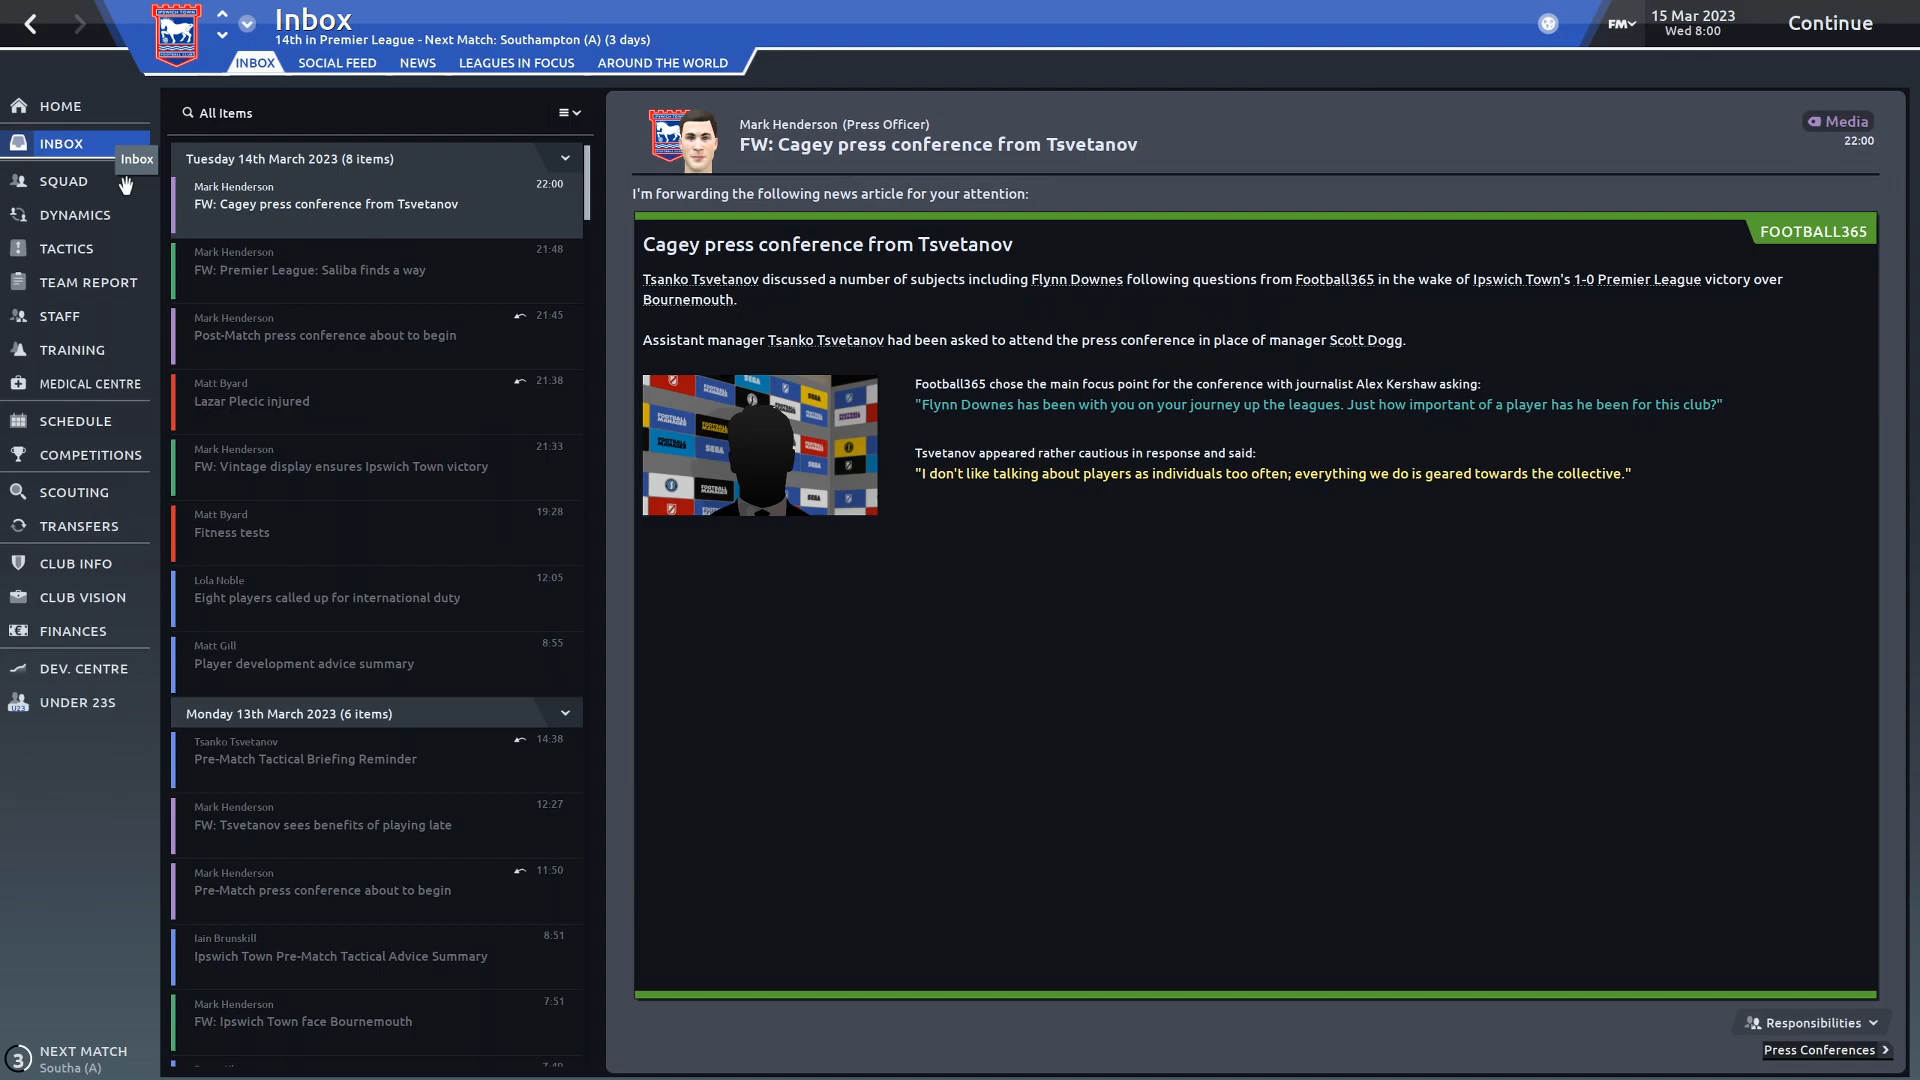 Inbox
14th in Premier League - Next Match: Southampton (A) (3 days)
FM
15 Mar 2023
Wed 8:00
Continue
INBOX
SOCIAL FEED
NEWS
LEAGUES IN FOCUS
AROUND THE WORLD
HOME
INBOX
Inbox
SQUAD
DYNAMICS
TACTICS
TEAM REPORT
STAFF
TRAINING
MEDICAL CENTRE
SCHEDULE
COMPETITIONS
SCOUTING
TRANSFERS
CLUB INFO
CLUB VISION
FINANCES
DEV. CENTRE
UNDER 23S
3
NEXT MATCH
Southa (A)
All Items
Tuesday 14th March 2023 (8 items)
Mark Henderson 22:00
FW: Cagey press conference from Tsvetanov
Mark Henderson 21:48
FW: Premier League: Saliba finds a way
Mark Henderson 21:45
Post-Match press conference about to begin
Matt Byard 21:38
Lazar Plecic injured
Mark Henderson 21:33
FW: Vintage display ensures Ipswich Town victory
Matt Byard 19:28
Fitness tests
Lola Noble 12:05
Eight players called up for international duty
Matt Gill 8:55
Player development advice summary
Monday 13th March 2023 (6 items)
Tsanko Tsvetanov 14:38
Pre-Match Tactical Briefing Reminder
Mark Henderson 12:27
FW: Tsvetanov sees benefits of playing late
Mark Henderson 11:50
Pre-Match press conference about to begin
Iain Brunskill 8:51
Ipswich Town Pre-Match Tactical Advice Summary
Mark Henderson 7:51
FW: Ipswich Town face Bournemouth
Mark Henderson (Press Officer)
FW: Cagey press conference from Tsvetanov
Media
22:00
I'm forwarding the following news article for your attention:
FOOTBALL365
Cagey press conference from Tsvetanov
Tsanko Tsvetanov discussed a number of subjects including Flynn Downes following questions from Football365 in the wake of Ipswich Town's 1-0 Premier League victory over
Bournemouth.
Assistant manager Tsanko Tsvetanov had been asked to attend the press conference in place of manager Scott Dogg.
Football365 chose the main focus point for the conference with journalist Alex Kershaw asking:
"Flynn Downes has been with you on your journey up the leagues. Just how important of a player has he been for this club?"
Tsvetanov appeared rather cautious in response and said:
"I don't like talking about players as individuals too often; everything we do is geared towards the collective."
Responsibilities
Press Conferences